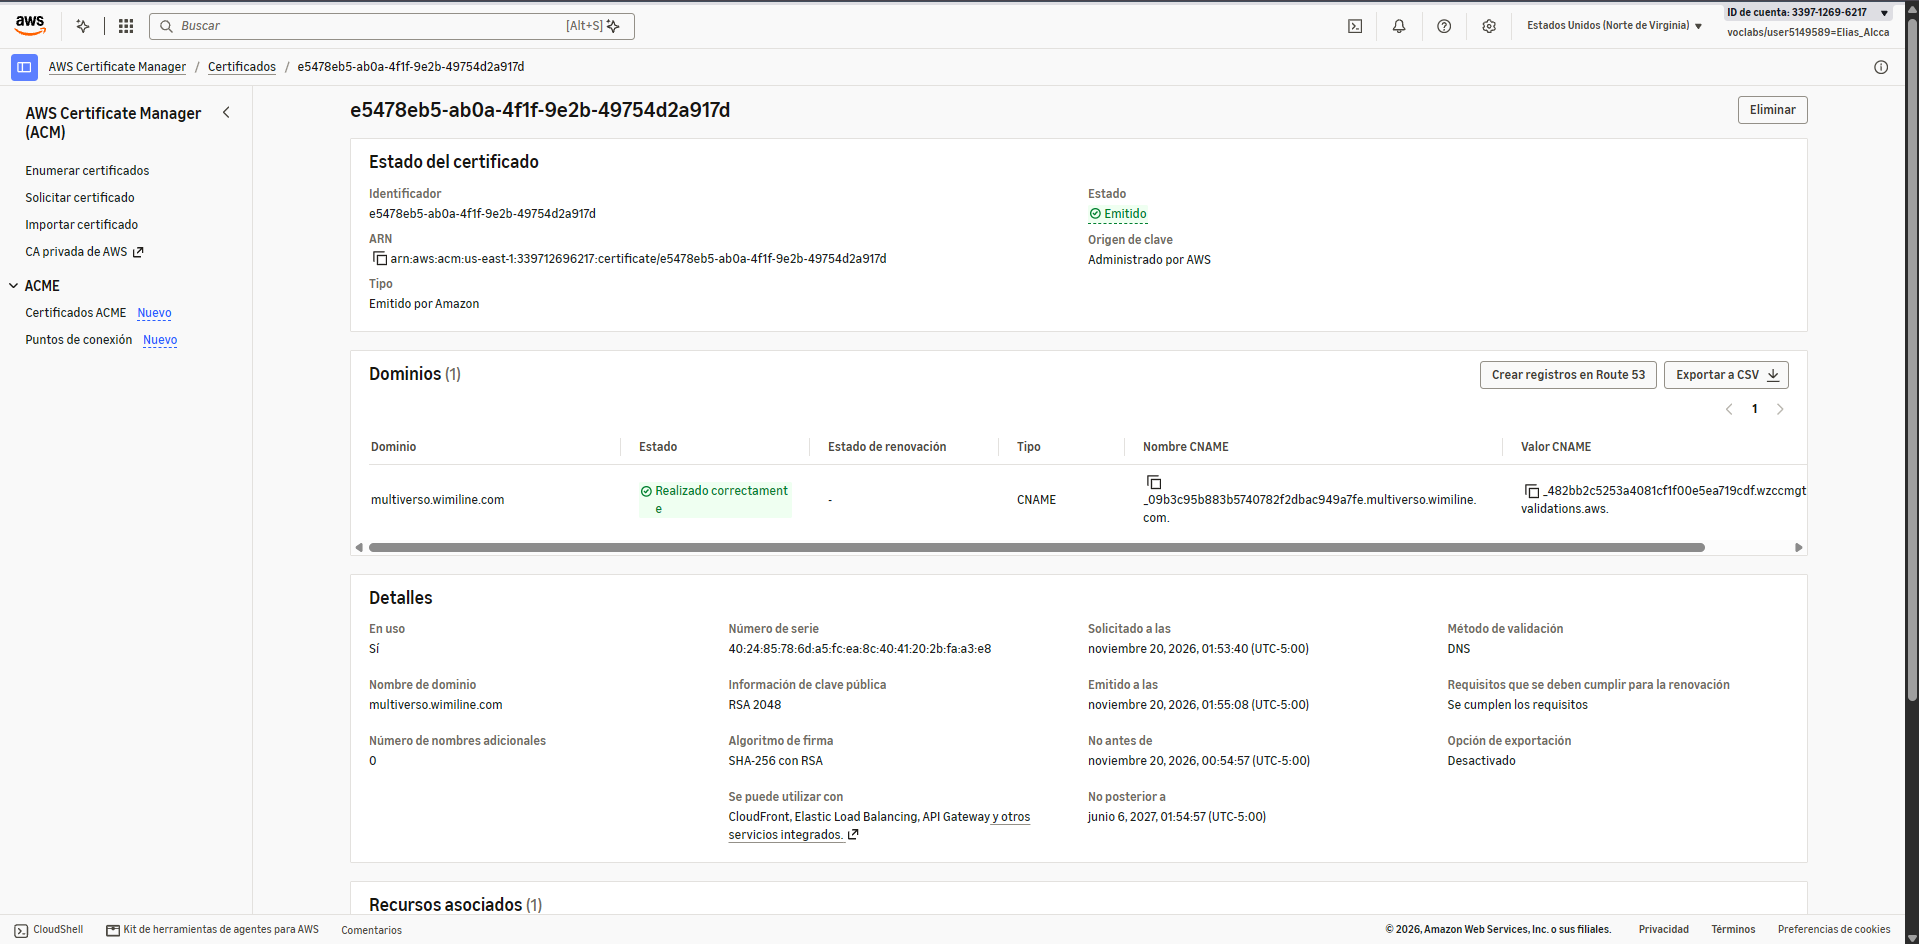 aws
Buscar
[Alt+S]
Estados Unidos (Norte de Virginia)
ID de cuenta: 3397-1269-6217
voclabs/user5149589=Elias_Alcca
AWS Certificate Manager / Certificados / e5478eb5-ab0a-4f1f-9e2b-49754d2a917d
AWS Certificate Manager
(ACM)
Enumerar certificados
Solicitar certificado
Importar certificado
CA privada de AWS
ACME
Certificados ACME Nuevo
Puntos de conexión Nuevo
e5478eb5-ab0a-4f1f-9e2b-49754d2a917d
Eliminar
Estado del certificado
Identificador
e5478eb5-ab0a-4f1f-9e2b-49754d2a917d
ARN
arn:aws:acm:us-east-1:339712696217:certificate/e5478eb5-ab0a-4f1f-9e2b-49754d2a917d
Tipo
Emitido por Amazon
Estado
Emitido
Origen de clave
Administrado por AWS
Dominios (1)
Crear registros en Route 53
Exportar a CSV
1
Dominio Estado Estado de renovación Tipo Nombre CNAME Valor CNAME
multiverso.wimiline.com
Realizado correctament
e
-
CNAME
_09b3c95b883b5740782f2dbac949a7fe.multiverso.wimiline.
com.
_482bb2c5253a4081cf1f00e5ea719cdf.wzccmgt
validations.aws.
Detalles
En uso
Sí
Nombre de dominio
multiverso.wimiline.com
Número de nombres adicionales
0
Número de serie
40:24:85:78:6d:a5:fc:ea:8c:40:41:20:2b:fa:a3:e8
Información de clave pública
RSA 2048
Algoritmo de firma
SHA-256 con RSA
Se puede utilizar con
CloudFront, Elastic Load Balancing, API Gateway y otros
servicios integrados.
Solicitado a las
noviembre 20, 2026, 01:53:40 (UTC-5:00)
Emitido a las
noviembre 20, 2026, 01:55:08 (UTC-5:00)
No antes de
noviembre 20, 2026, 00:54:57 (UTC-5:00)
No posterior a
junio 6, 2027, 01:54:57 (UTC-5:00)
Método de validación
DNS
Requisitos que se deben cumplir para la renovación
Se cumplen los requisitos
Opción de exportación
Desactivado
Recursos asociados (1)
CloudShell
Kit de herramientas de agentes para AWS
Comentarios
© 2026, Amazon Web Services, Inc. o sus filiales.
Privacidad
Términos
Preferencias de cookies